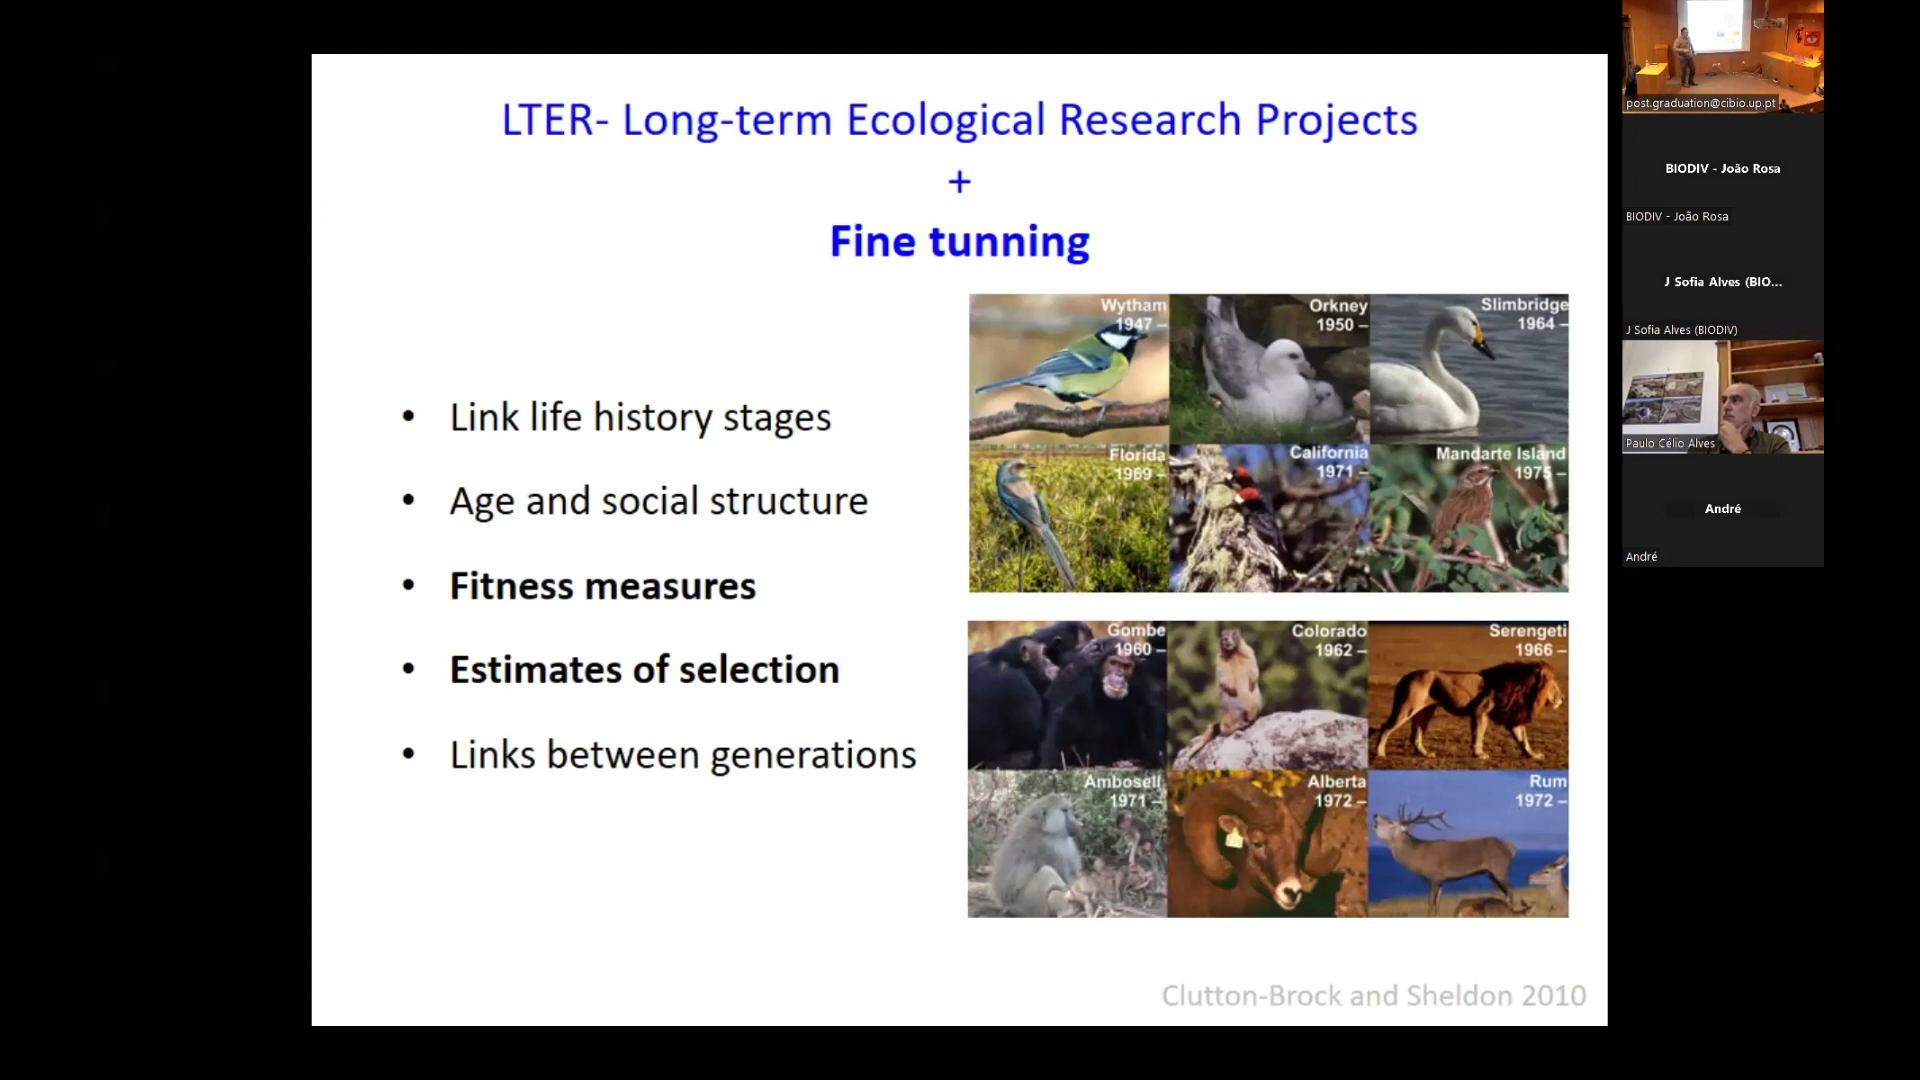 LTER- Long-term Ecological Research Projects
+
Fine tunning
• Link life history stages
• Age and social structure
• Fitness measures
• Estimates of selection
• Links between generations
Wytham
1947 –
Orkney
1950 –
Slimbridge
1964 –
Florida
1969 –
California
1971 –
Mandarte Island
1975 –
Gombe
1960 –
Colorado
1962 –
Serengeti
1966 –
Amboseli
1971 –
Alberta
1972 –
Rum
1972 –
Clutton-Brock and Sheldon 2010
post.graduation@cibio.up.pt
BIODIV - João Rosa
BIODIV - João Rosa
J Sofia Alves (BIO...
J Sofia Alves (BIODIV)
Paulo Célio Alves
André
André